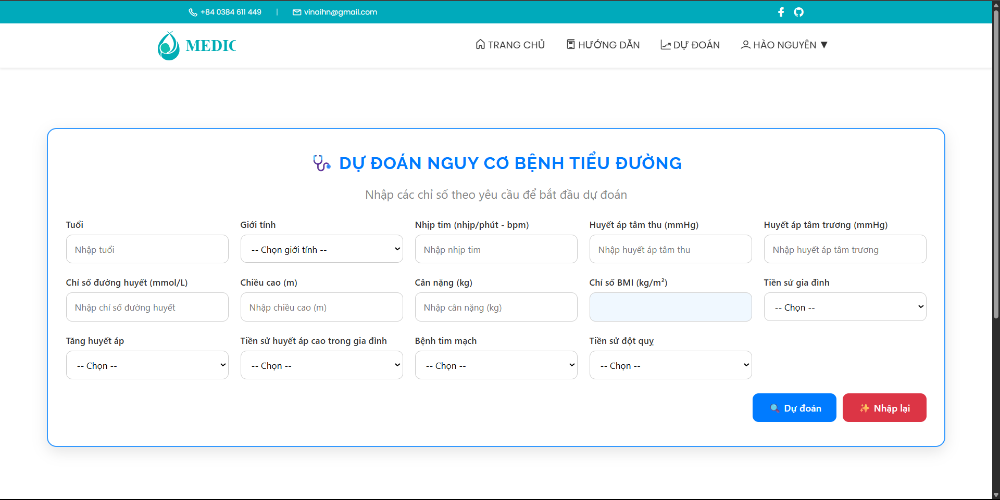 +84 0384 611 449 | vinaihn@gmail.com
MEDIC
TRANG CHỦ HƯỚNG DẪN DỰ ĐOÁN HÀO NGUYÊN ▼
DỰ ĐOÁN NGUY CƠ BỆNH TIỂU ĐƯỜNG
Nhập các chỉ số theo yêu cầu để bắt đầu dự đoán
Tuổi Giới tính Nhịp tim (nhịp/phút - bpm) Huyết áp tâm thu (mmHg) Huyết áp tâm trương (mmHg)
Nhập tuổi -- Chọn giới tính -- Nhập nhịp tim Nhập huyết áp tâm thu Nhập huyết áp tâm trương
Chỉ số đường huyết (mmol/L) Chiều cao (m) Cân nặng (kg) Chỉ số BMI (kg/m²) Tiền sử gia đình
Nhập chỉ số đường huyết Nhập chiều cao (m) Nhập cân nặng (kg) -- Chọn --
Tăng huyết áp Tiền sử huyết áp cao trong gia đình Bệnh tim mạch Tiền sử đột quỵ
-- Chọn -- -- Chọn -- -- Chọn -- -- Chọn --
Dự đoán Nhập lại